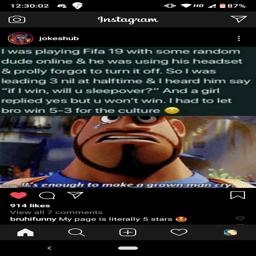 12:30:02
HD
87%
Instagram
jokeshub
I was playing Fifa 19 with some random
dude online & he was using his headset
& prolly forgot to turn it off. So I was
leading 3 nil at halftime & I heard him say
“if I win, will u sleepover?” And a girl
replied yes but u won’t win. I had to let
bro win 5-3 for the culture
It's enough to make a grown man cry.
914 likes
View all 7 comments
bruhifunny My page is literally 5 stars